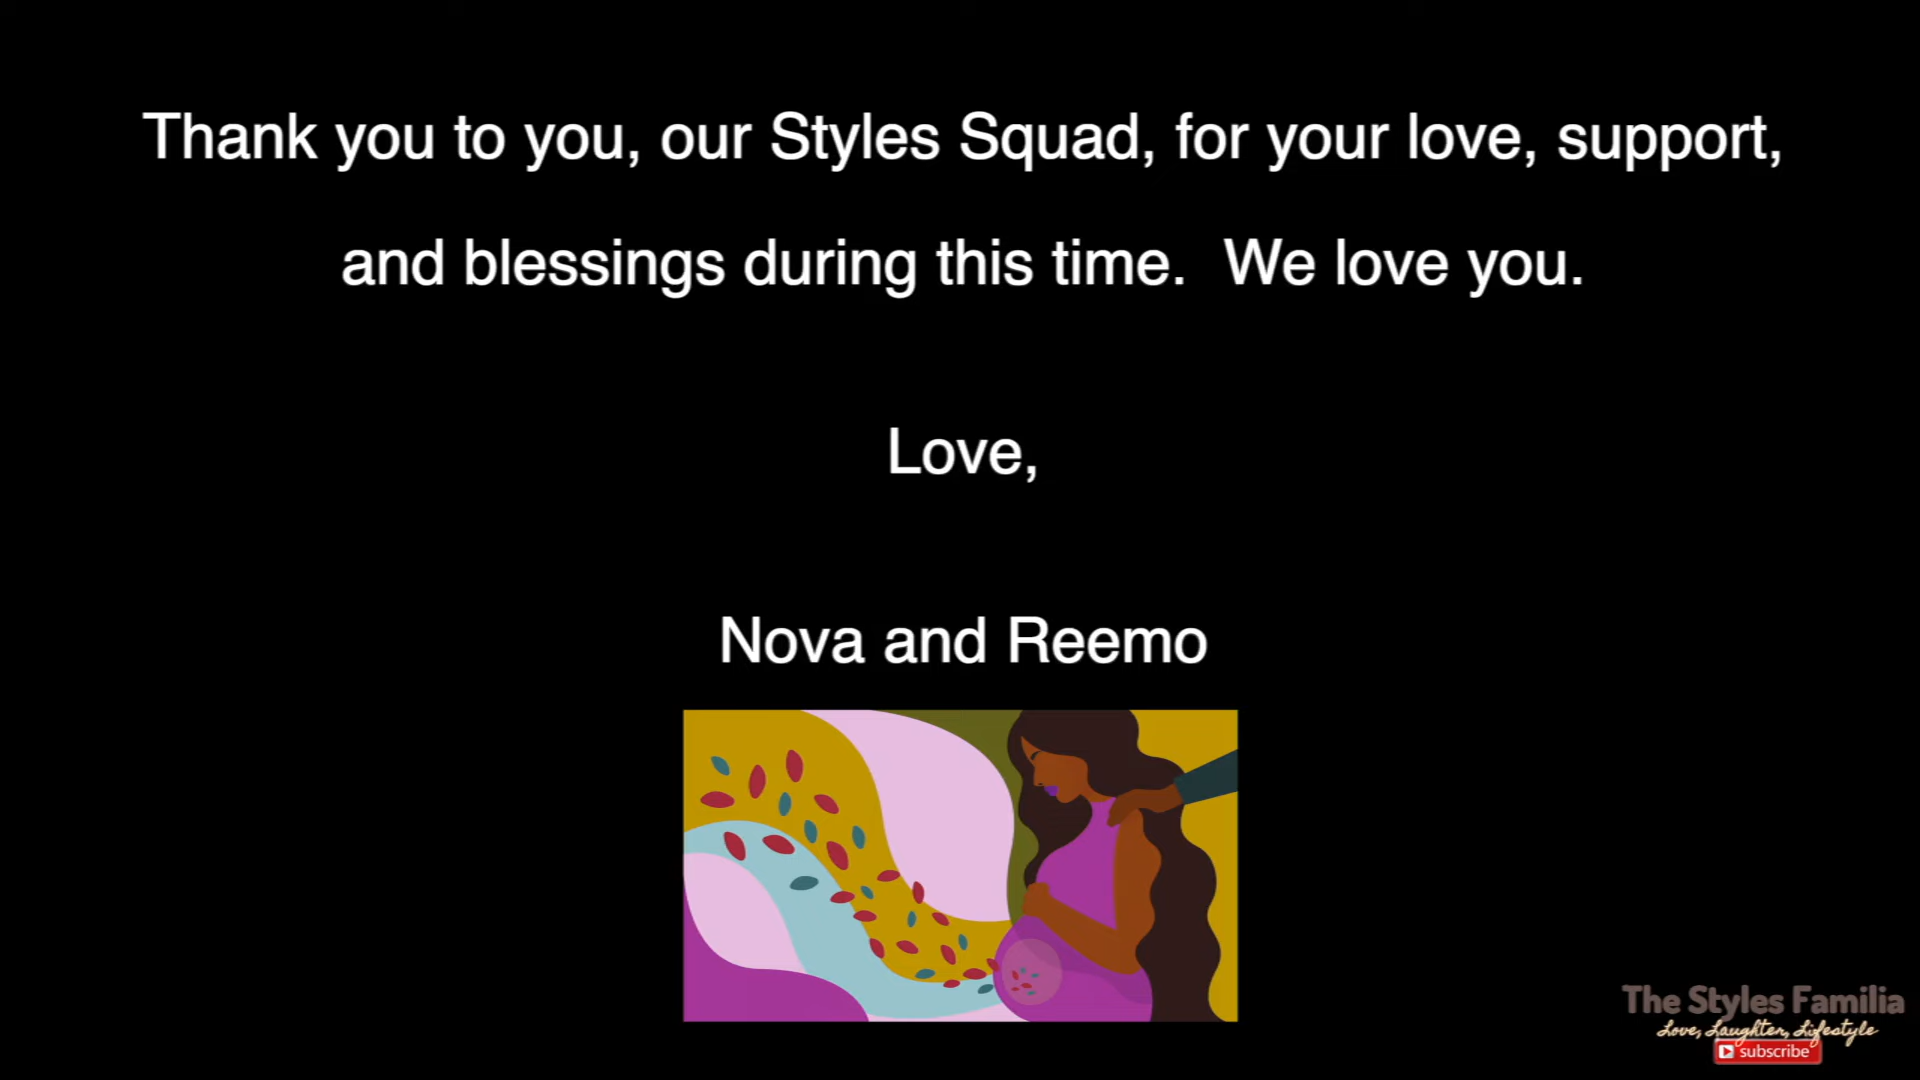 Thank you to you, our Styles Squad, for your love, support,
and blessings during this time.  We love you.
Love,
Nova and Reemo
The Styles Familia
Love, Laughter, Lifestyle
subscribe